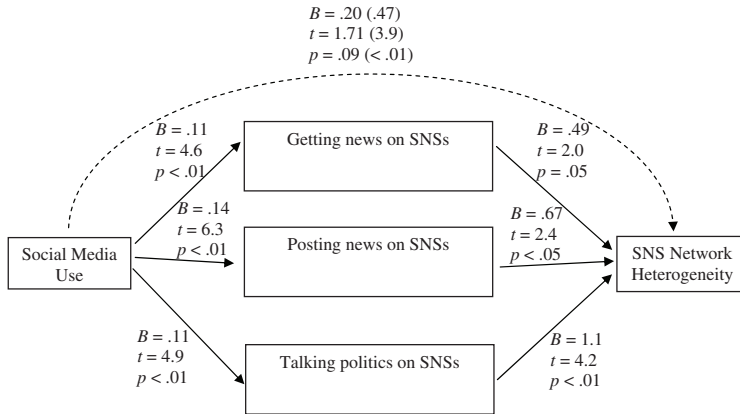 B = .20 (.47)
t = 1.71 (3.9)
p = .09 (< .01)
B = .11
t = 4.6
p < .01
Getting news on SNSs
B = .49
t = 2.0
p = .05
B = .14
t = 6.3
p < .01
Posting news on SNSs
B = .67
t = 2.4
p < .05
Social Media
Use
SNS Network
Heterogeneity
B = .11
t = 4.9
p < .01
Talking politics on SNSs
B = 1.1
t = 4.2
p < .01